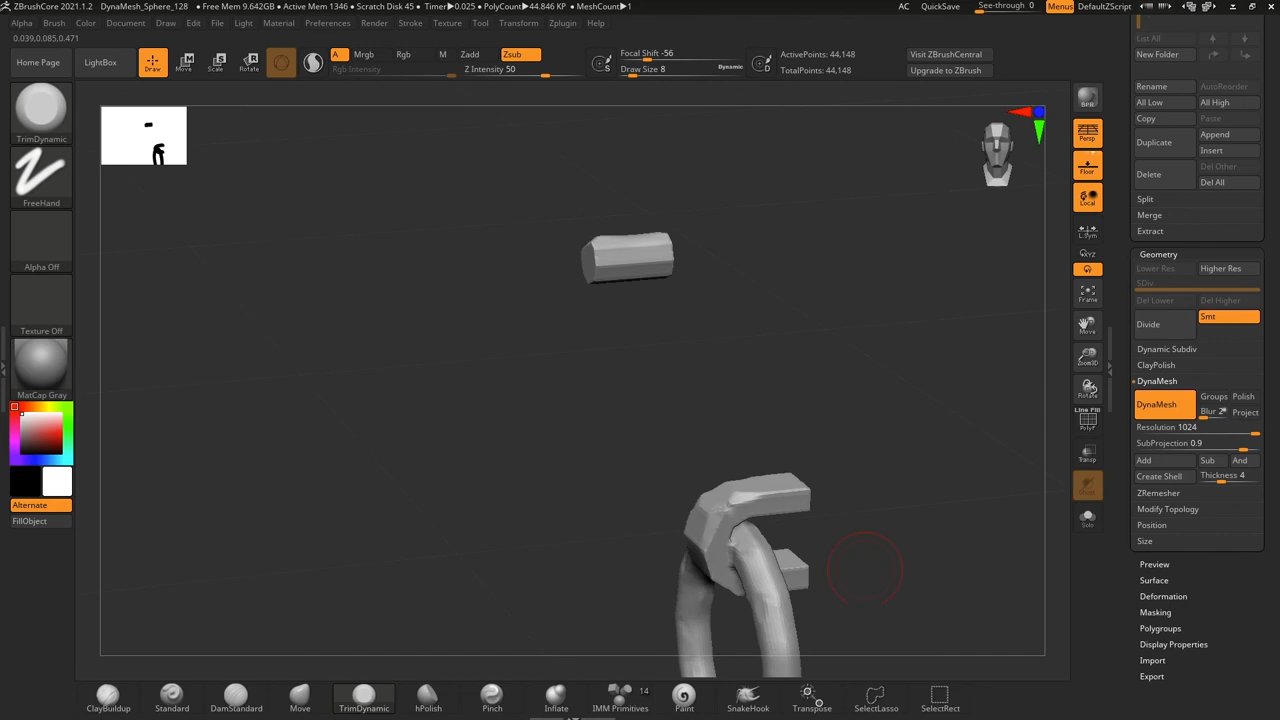 ZBrushCore 2021.1.2 DynaMesh_Sphere_128 • Free Mem 9.642GB • Active Mem 1346 • Scratch Disk 45 • Timer▶0.025 • PolyCount▶44.846 KP • MeshCount▶1 AC QuickSave See-through 0 Menus DefaultZScript
Alpha Brush Color Document Draw Edit File Layer Light Material Preferences Render Stroke Texture Tool Transform Zplugin Help
0.039,0.085,0.471
Home Page LightBox Draw Move Scale Rotate
A Mrgb Rgb M Zadd Zsub
Rgb Intensity Z Intensity 50
Focal Shift -56
Draw Size 8 Dynamic
S D
ActivePoints: 44,148
TotalPoints: 44,148
Visit ZBrushCentral
Upgrade to ZBrush
TrimDynamic
FreeHand
Alpha Off
Texture Off
MatCap Gray
Alternate
FillObject
BPR
Persp
Floor
Local
L.Sym
XYZ
Frame
Move
Zoom3D
Rotate
Line Fill
PolyF
Transp
Solo
List All
New Folder
Rename AutoReorder
All Low All High
Copy Paste
Duplicate Append
Insert
Delete Del Other
Del All
Split
Merge
Extract
Geometry
Lower Res Higher Res
SDiv
Del Lower Del Higher
Divide Smt
Dynamic Subdiv
ClayPolish
DynaMesh
DynaMesh Groups Polish
Blur 2 Project
Resolution 1024
SubProjection 0.9
Add Sub And
Create Shell Thickness 4
ZRemesher
Modify Topology
Position
Size
Preview
Surface
Deformation
Masking
Polygroups
Display Properties
Import
Export
ClayBuildup Standard DamStandard Move TrimDynamic hPolish Pinch Inflate IMM Primitives 14 Paint SnakeHook Transpose SelectLasso SelectRect